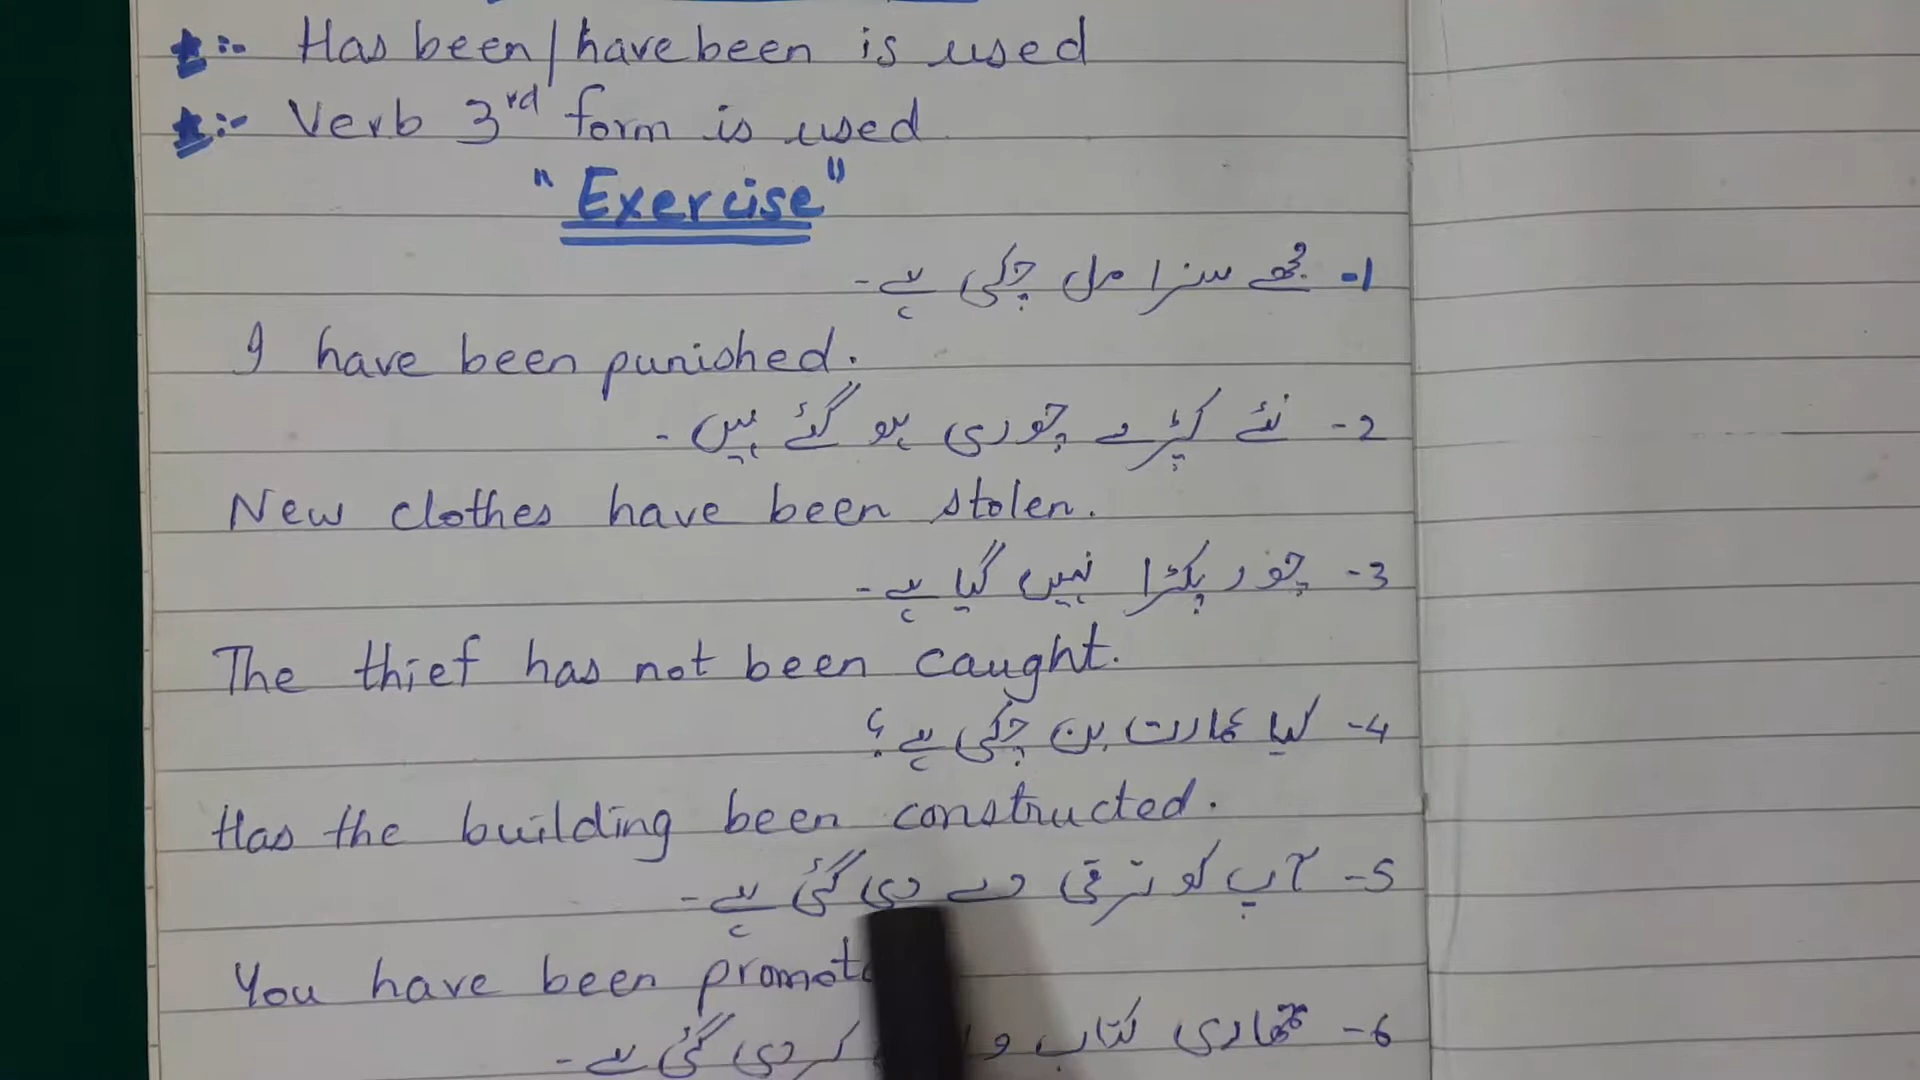 ★:- Has been/have been is used
★:- Verb 3rd form is used
"Exercise"
1- مجھے سزا مل چکی ہے۔
I have been punished.
2- نئے کپڑے چوری ہو گئے ہیں۔
New clothes have been stolen.
3- چور پکڑا نہیں گیا ہے۔
The thief has not been caught.
4- کیا عمارت بن چکی ہے؟
Has the building been constructed.
5- آپ کو ترقی دے دی گئی ہے۔
You have been
6- تمھاری کتاب کر دی گئی ہے۔